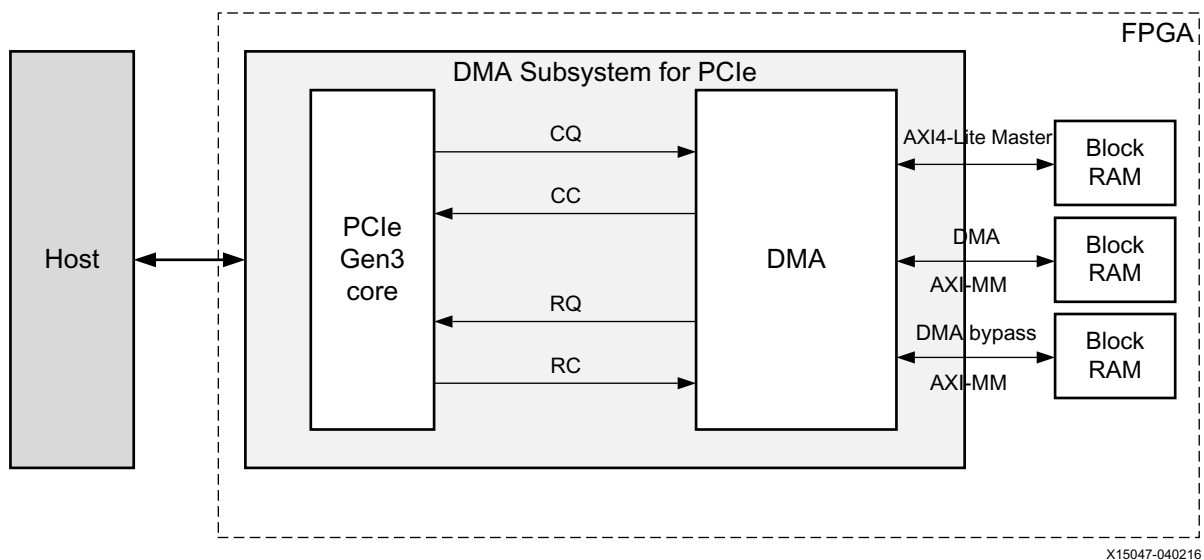 FPGA
DMA Subsystem for PCIe
Host
PCIe
Gen3
core
CQ
CC
RQ
RC
DMA
AXI4-Lite Master
Block
RAM
DMA
AXI-MM
Block
RAM
DMA bypass
AXI-MM
Block
RAM
X15047-040216